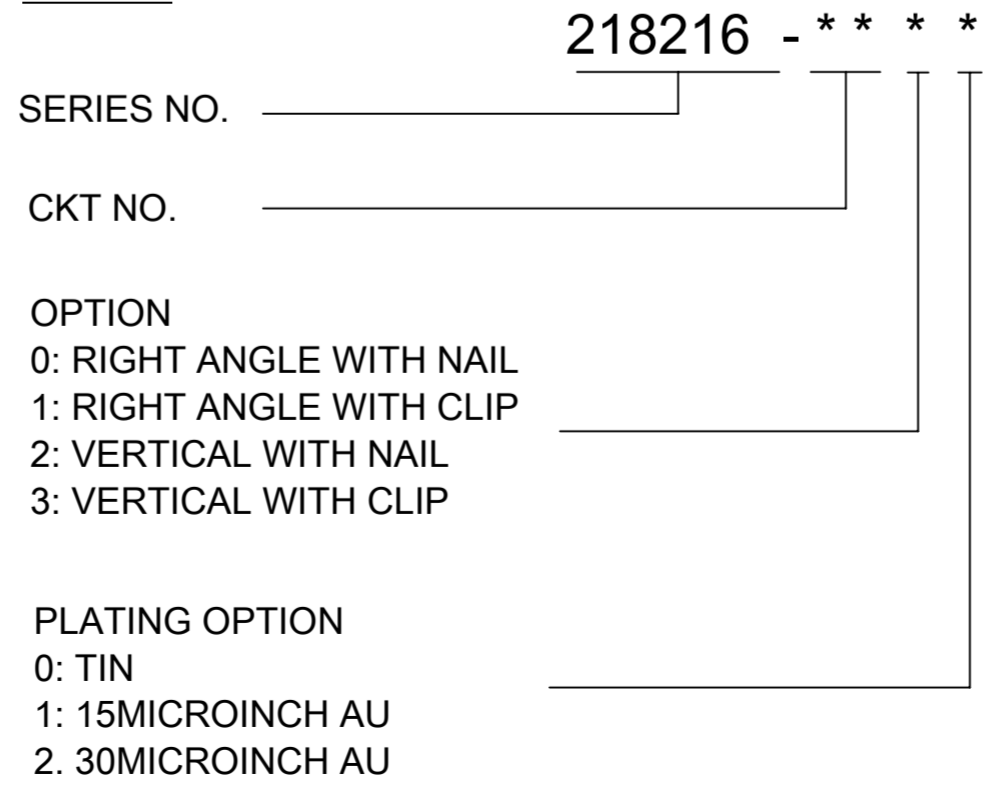 218216 - ** * *
SERIES NO.
CKT NO.
OPTION
0: RIGHT ANGLE WITH NAIL
1: RIGHT ANGLE WITH CLIP
2: VERTICAL WITH NAIL
3: VERTICAL WITH CLIP
PLATING OPTION
0: TIN
1: 15MICROINCH AU
2. 30MICROINCH AU